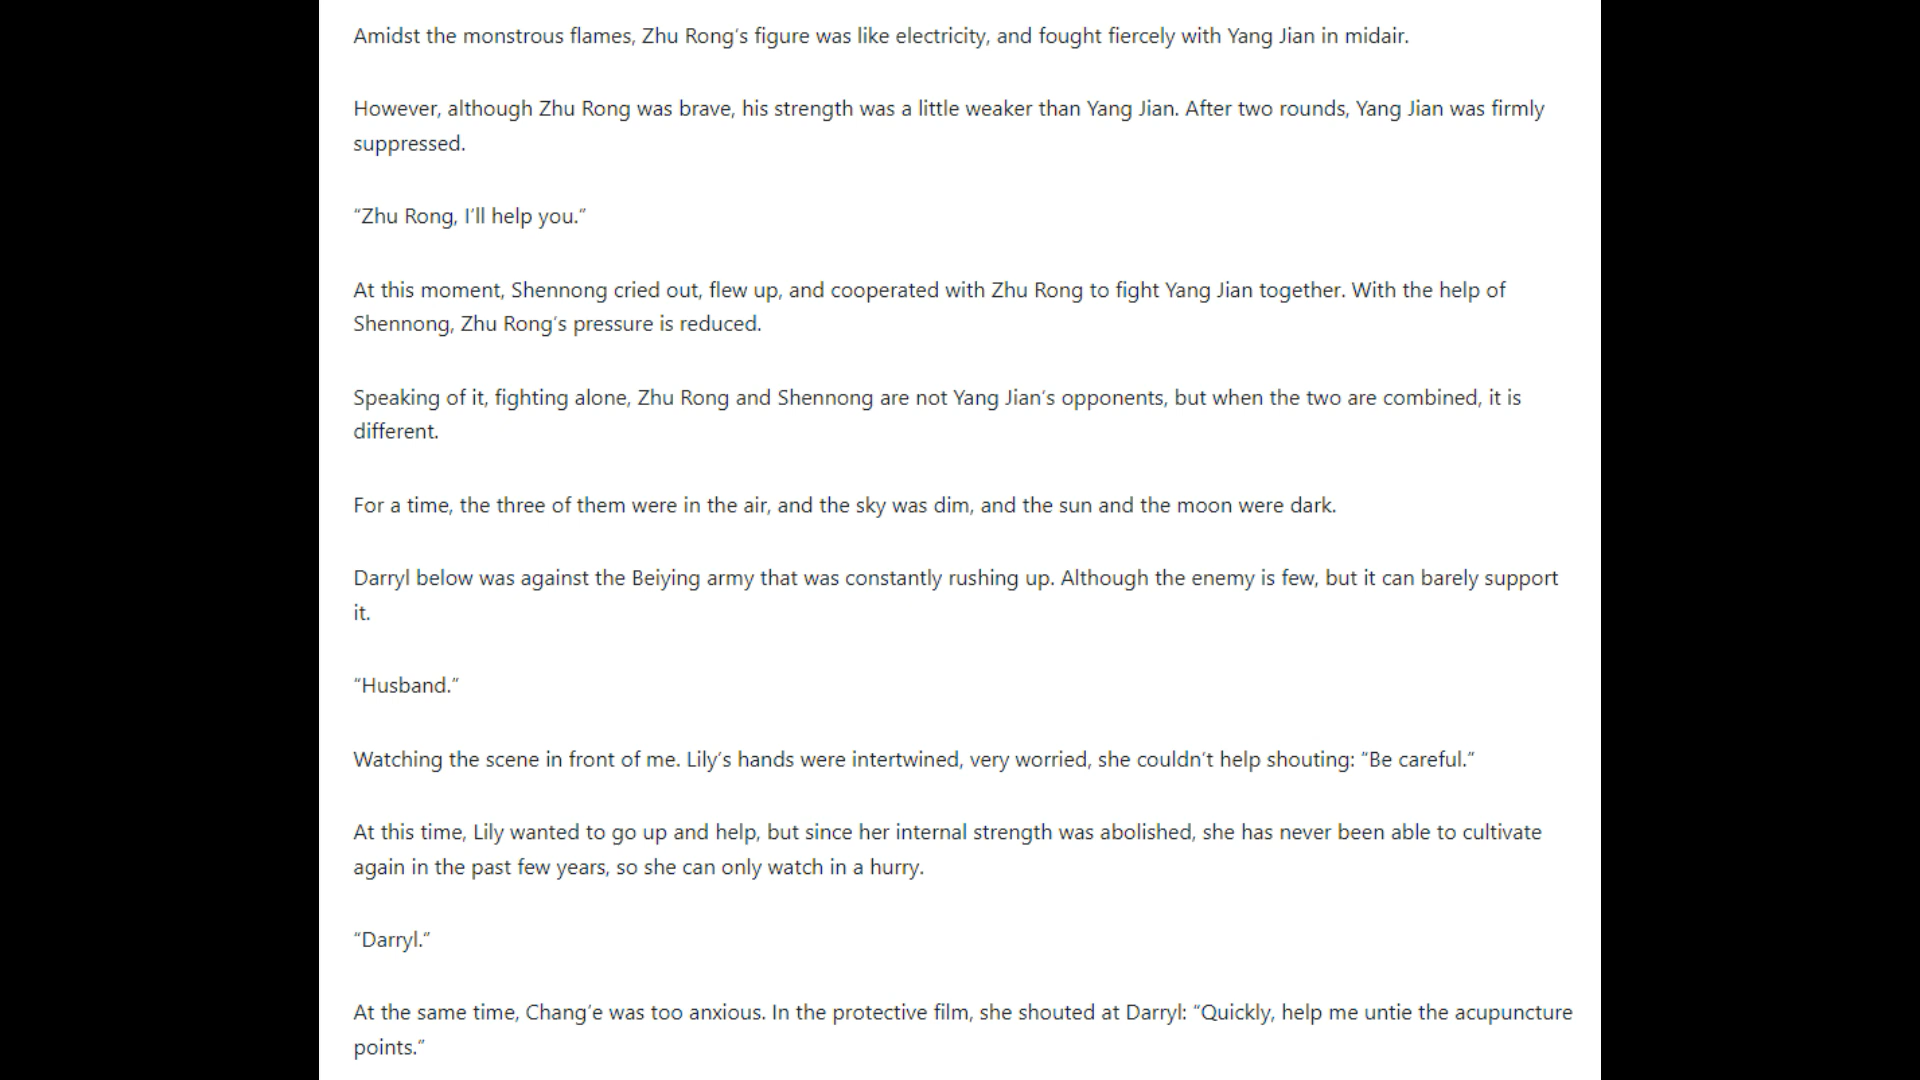 Amidst the monstrous flames, Zhu Rong’s figure was like electricity, and fought fiercely with Yang Jian in midair.
However, although Zhu Rong was brave, his strength was a little weaker than Yang Jian. After two rounds, Yang Jian was firmly
suppressed.
“Zhu Rong, I’ll help you.”
At this moment, Shennong cried out, flew up, and cooperated with Zhu Rong to fight Yang Jian together. With the help of
Shennong, Zhu Rong’s pressure is reduced.
Speaking of it, fighting alone, Zhu Rong and Shennong are not Yang Jian’s opponents, but when the two are combined, it is
different.
For a time, the three of them were in the air, and the sky was dim, and the sun and the moon were dark.
Darryl below was against the Beiying army that was constantly rushing up. Although the enemy is few, but it can barely support
it.
“Husband.”
Watching the scene in front of me. Lily’s hands were intertwined, very worried, she couldn’t help shouting: “Be careful.”
At this time, Lily wanted to go up and help, but since her internal strength was abolished, she has never been able to cultivate
again in the past few years, so she can only watch in a hurry.
“Darryl.”
At the same time, Chang’e was too anxious. In the protective film, she shouted at Darryl: “Quickly, help me untie the acupuncture
points.”